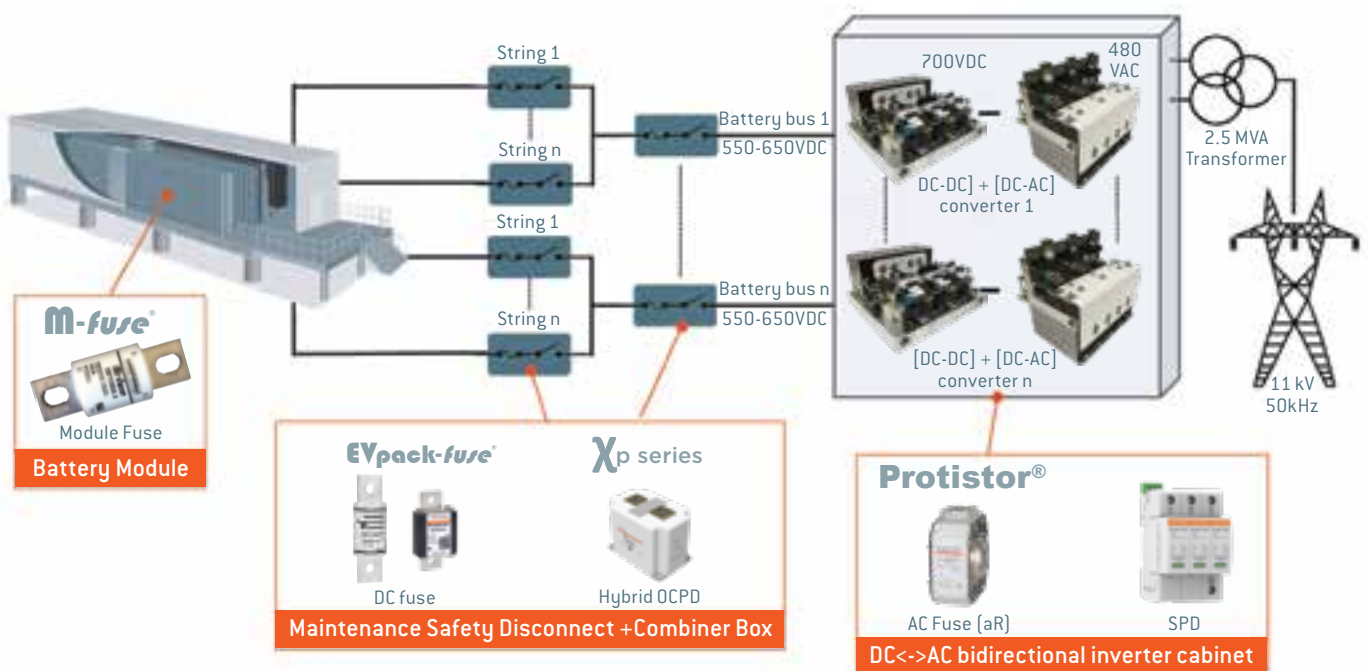 String 1
String n
String 1
String n
Battery bus 1
550-650VDC
Battery bus n
550-650VDC
700VDC
480
VAC
DC-DC] + [DC-AC]
converter 1
[DC-DC] + [DC-AC]
converter n
2.5 MVA
Transformer
11 kV
50kHz
M-fuse®
Module Fuse
Battery Module
EVpack-fuse®
Xp series
DC fuse
Hybrid OCPD
Maintenance Safety Disconnect +Combiner Box
Protistor®
AC Fuse (aR)
SPD
DC<->AC bidirectional inverter cabinet